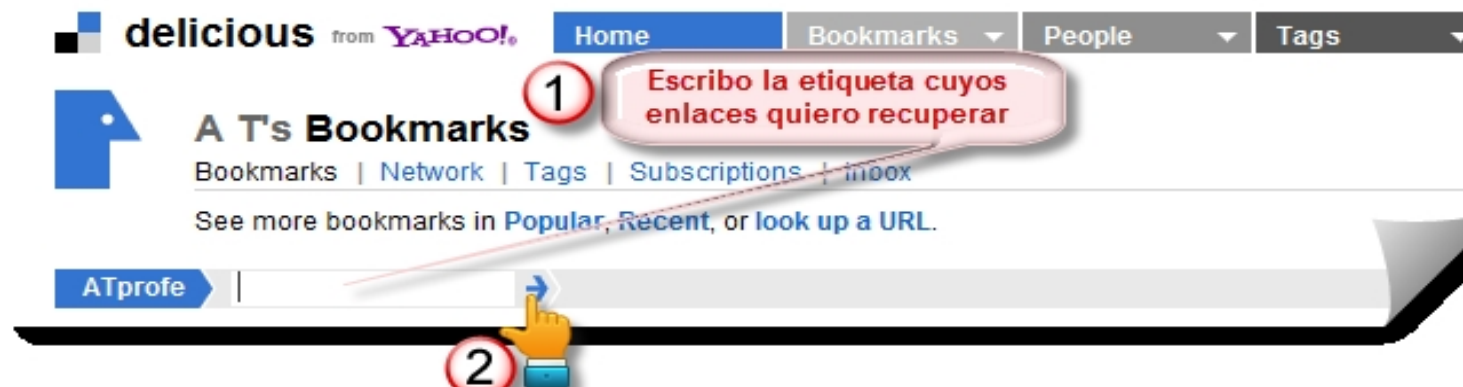 delicious from YAHOO!. Home Bookmarks People Tags
1 Escribo la etiqueta cuyos
enlaces quiero recuperar
A T's Bookmarks
Bookmarks | Network | Tags | Subscriptions | Inbox
See more bookmarks in Popular, Recent, or look up a URL.
ATprofe
2